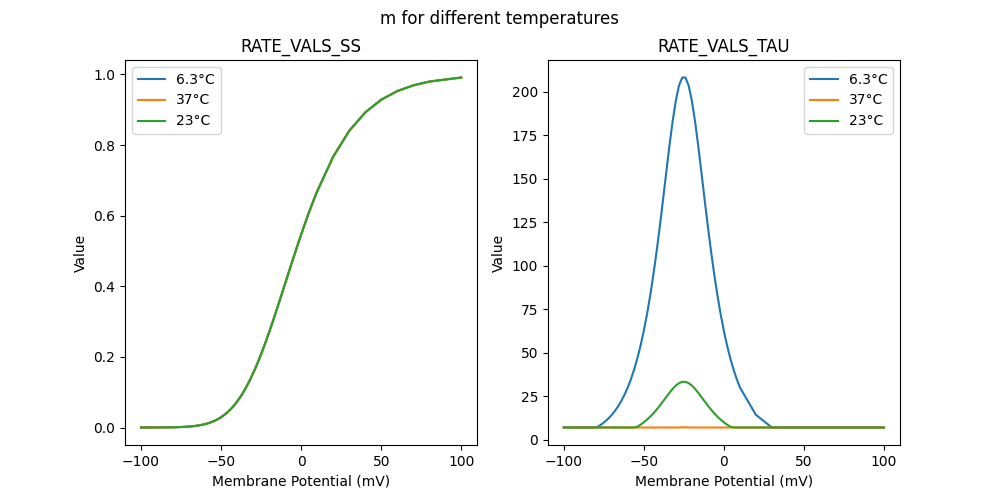 m for different temperatures
RATE_VALS_SS
RATE_VALS_TAU
6.3°C
37°C
23°C
6.3°C
37°C
23°C
Value
1.0
0.8
0.6
0.4
0.2
0.0
−100
−50
0
50
100
Membrane Potential (mV)
Value
200
175
150
125
100
75
50
25
0
−100
−50
0
50
100
Membrane Potential (mV)